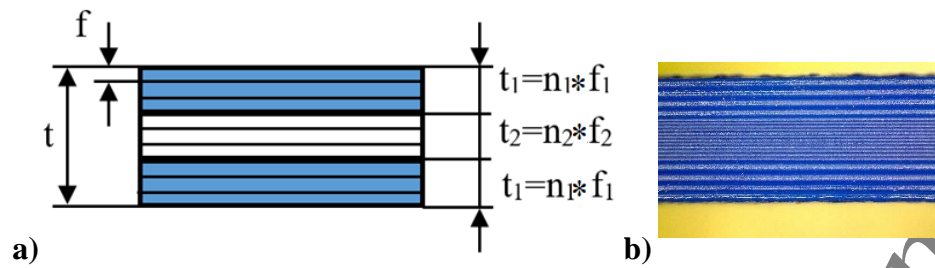 f
t
t₁=n₁*f₁
t₂=n₂*f₂
t₁=n₁*f₁
a)
b)